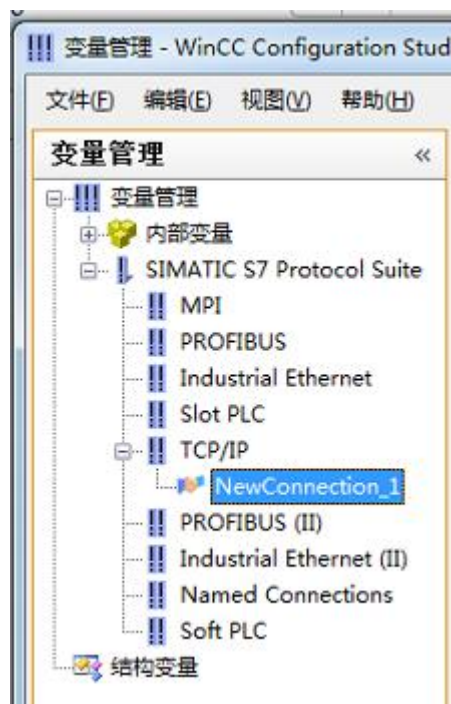 变量管理 - WinCC Configuration Stud
文件(F) 编辑(E) 视图(V) 帮助(H)
变量管理 «
变量管理
内部变量
SIMATIC S7 Protocol Suite
MPI
PROFIBUS
Industrial Ethernet
Slot PLC
TCP/IP
NewConnection_1
PROFIBUS (II)
Industrial Ethernet (II)
Named Connections
Soft PLC
结构变量